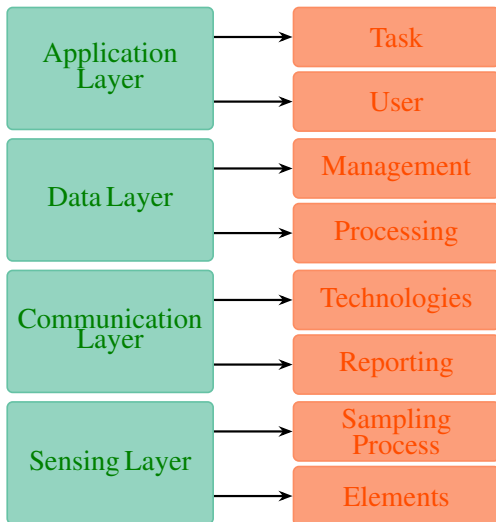 Application
Layer
Task
User
Data Layer
Management
Processing
Communication
Layer
Technologies
Reporting
Sensing Layer
Sampling
Process
Elements